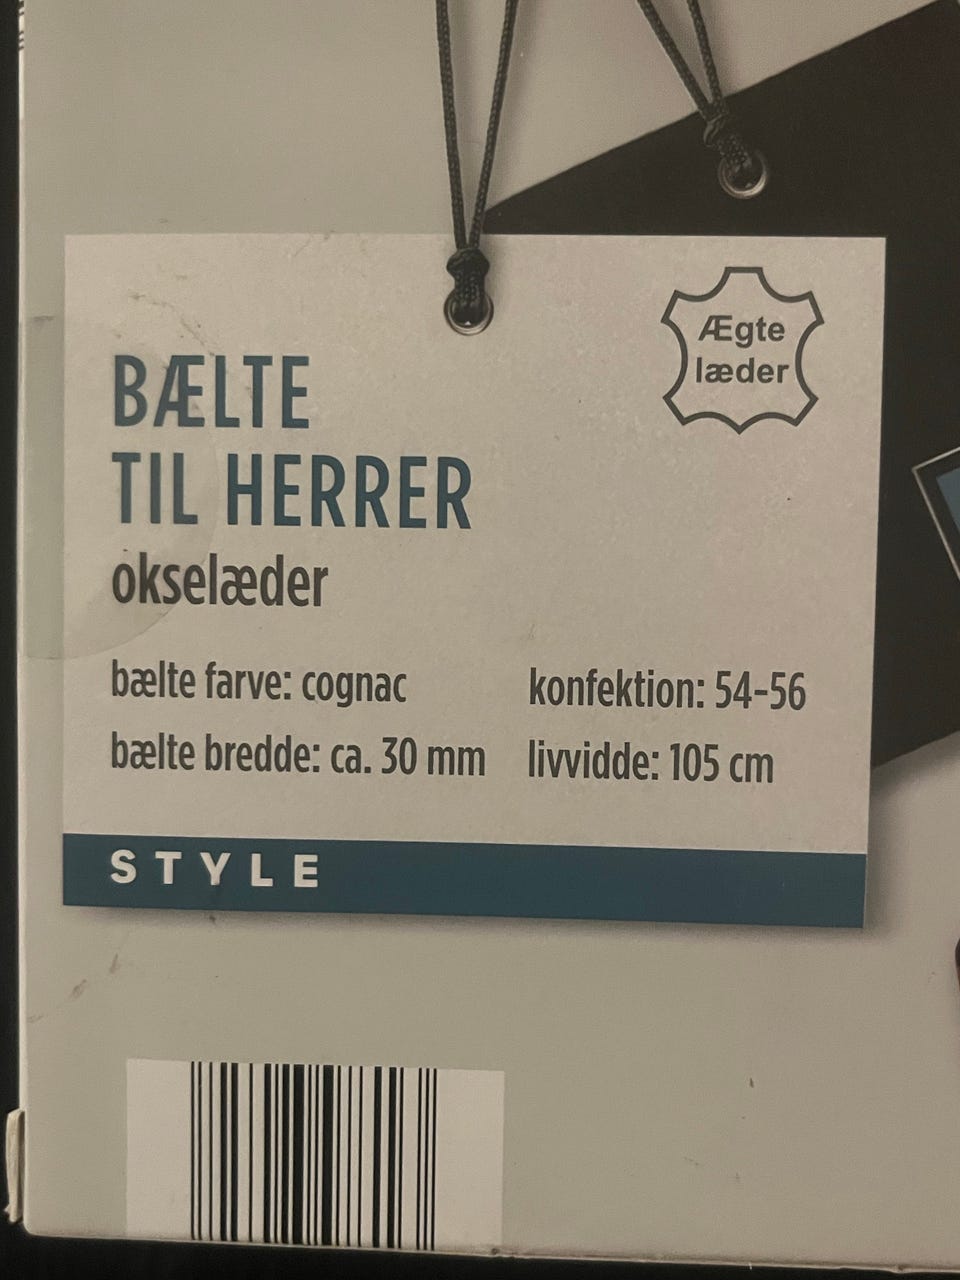 Ægte
læder
BÆLTE
TIL HERRER
okselæder
bælte farve: cognac
konfektion: 54-56
bælte bredde: ca. 30 mm
livvidde: 105 cm
STYLE